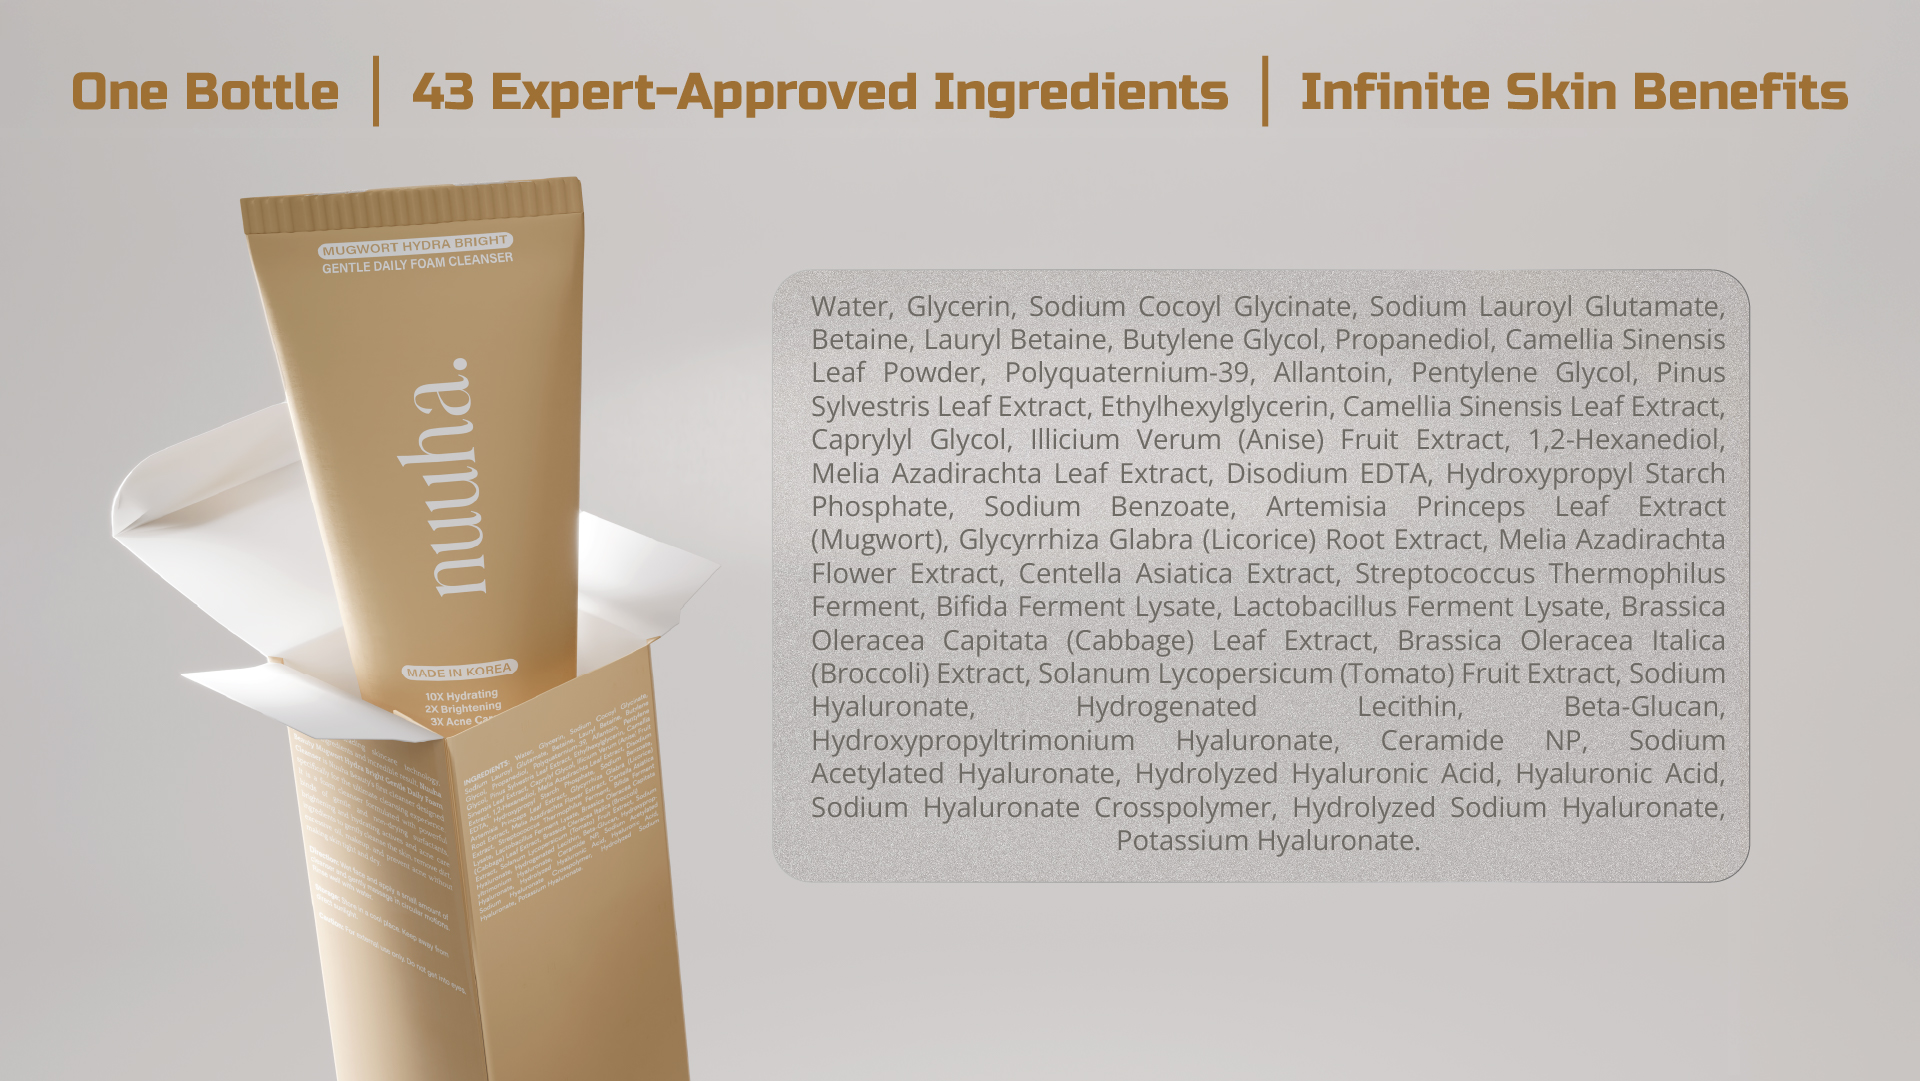 One Bottle | 43 Expert-Approved Ingredients | Infinite Skin Benefits
MUGWORT HYDRA BRIGHT
GENTLE DAILY FOAM CLEANSER
nuuha.
MADE IN KOREA
10X Hydrating
2X Brightening
3X Acne
Water, Glycerin, Sodium Cocoyl Glycinate, Sodium Lauroyl Glutamate,
Betaine, Lauryl Betaine, Butylene Glycol, Propanediol, Camellia Sinensis
Leaf Powder, Polyquaternium-39, Allantoin, Pentylene Glycol, Pinus
Sylvestris Leaf Extract, Ethylhexylglycerin, Camellia Sinensis Leaf Extract,
Caprylyl Glycol, Illicium Verum (Anise) Fruit Extract, 1,2-Hexanediol,
Melia Azadirachta Leaf Extract, Disodium EDTA, Hydroxypropyl Starch
Phosphate, Sodium Benzoate, Artemisia Princeps Leaf Extract
(Mugwort), Glycyrrhiza Glabra (Licorice) Root Extract, Melia Azadirachta
Flower Extract, Centella Asiatica Extract, Streptococcus Thermophilus
Ferment, Bifida Ferment Lysate, Lactobacillus Ferment Lysate, Brassica
Oleracea Capitata (Cabbage) Leaf Extract, Brassica Oleracea Italica
(Broccoli) Extract, Solanum Lycopersicum (Tomato) Fruit Extract, Sodium
Hyaluronate, Hydrogenated Lecithin, Beta-Glucan,
Hydroxypropyltrimonium Hyaluronate, Ceramide NP, Sodium
Acetylated Hyaluronate, Hydrolyzed Hyaluronic Acid, Hyaluronic Acid,
Sodium Hyaluronate Crosspolymer, Hydrolyzed Sodium Hyaluronate,
Potassium Hyaluronate.